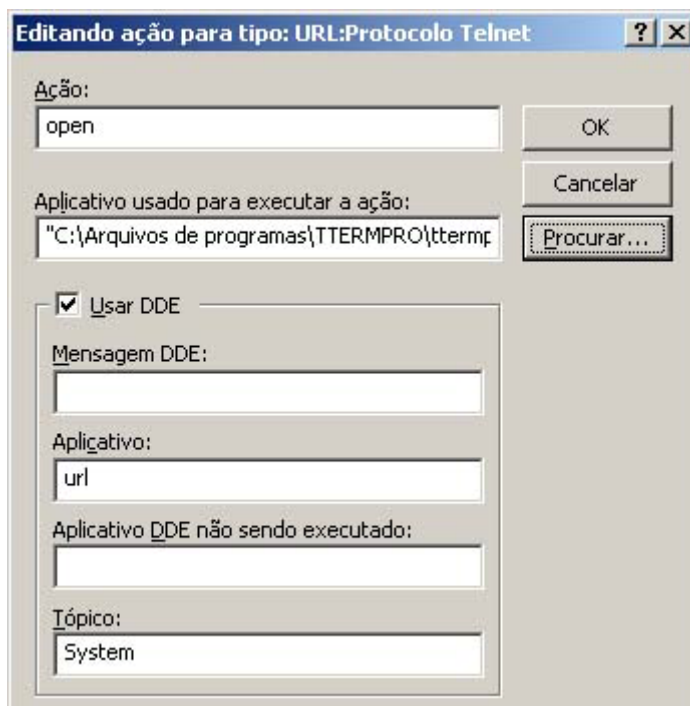 Editando ação para tipo: URL:Protocolo Telnet
Ação:
open
OK
Cancelar
Aplicativo usado para executar a ação:
"C:\Arquivos de programas\TTERMPRO\ttermp
Procurar...
Usar DDE
Mensagem DDE:
Aplicativo:
url
Aplicativo DDE não sendo executado:
Tópico:
System